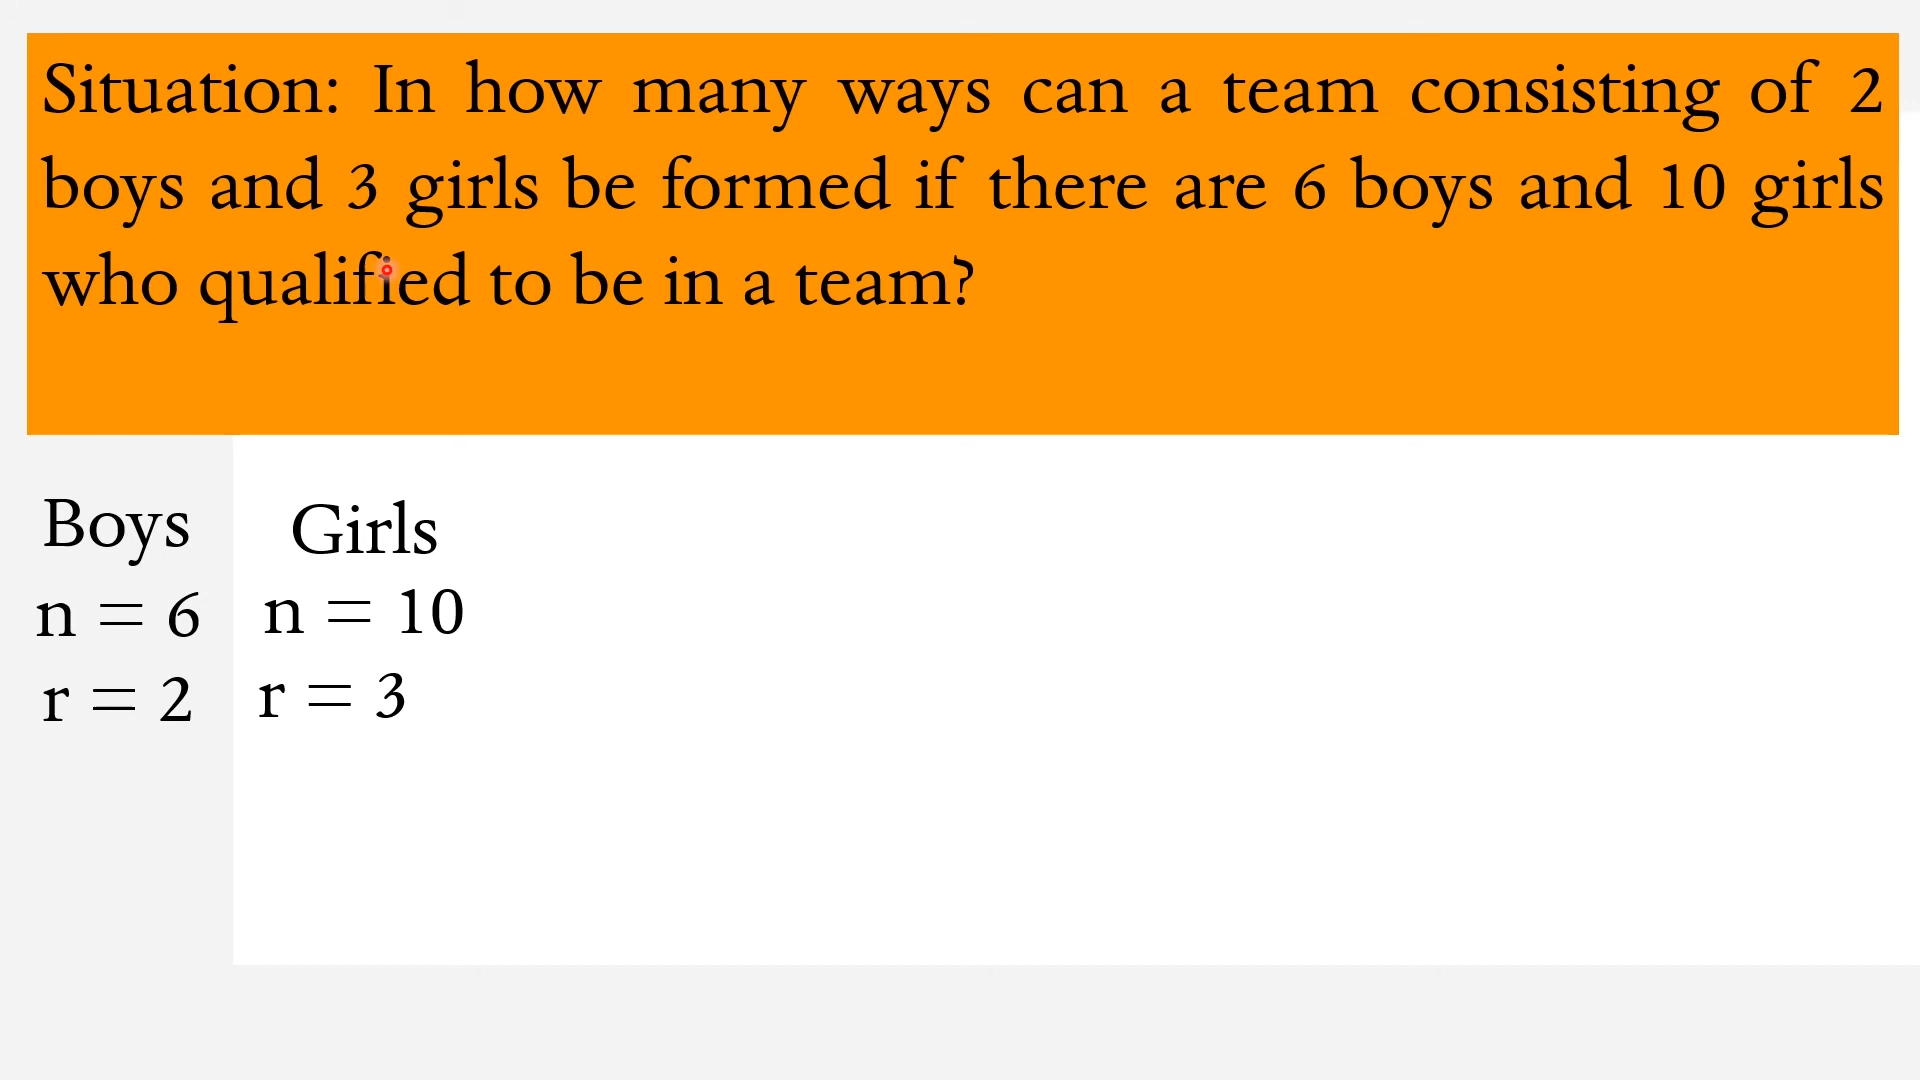 Situation: In how many ways can a team consisting of 2
boys and 3 girls be formed if there are 6 boys and 10 girls
who qualified to be in a team?
Boys
n = 6
r = 2
Girls
n = 10
r = 3